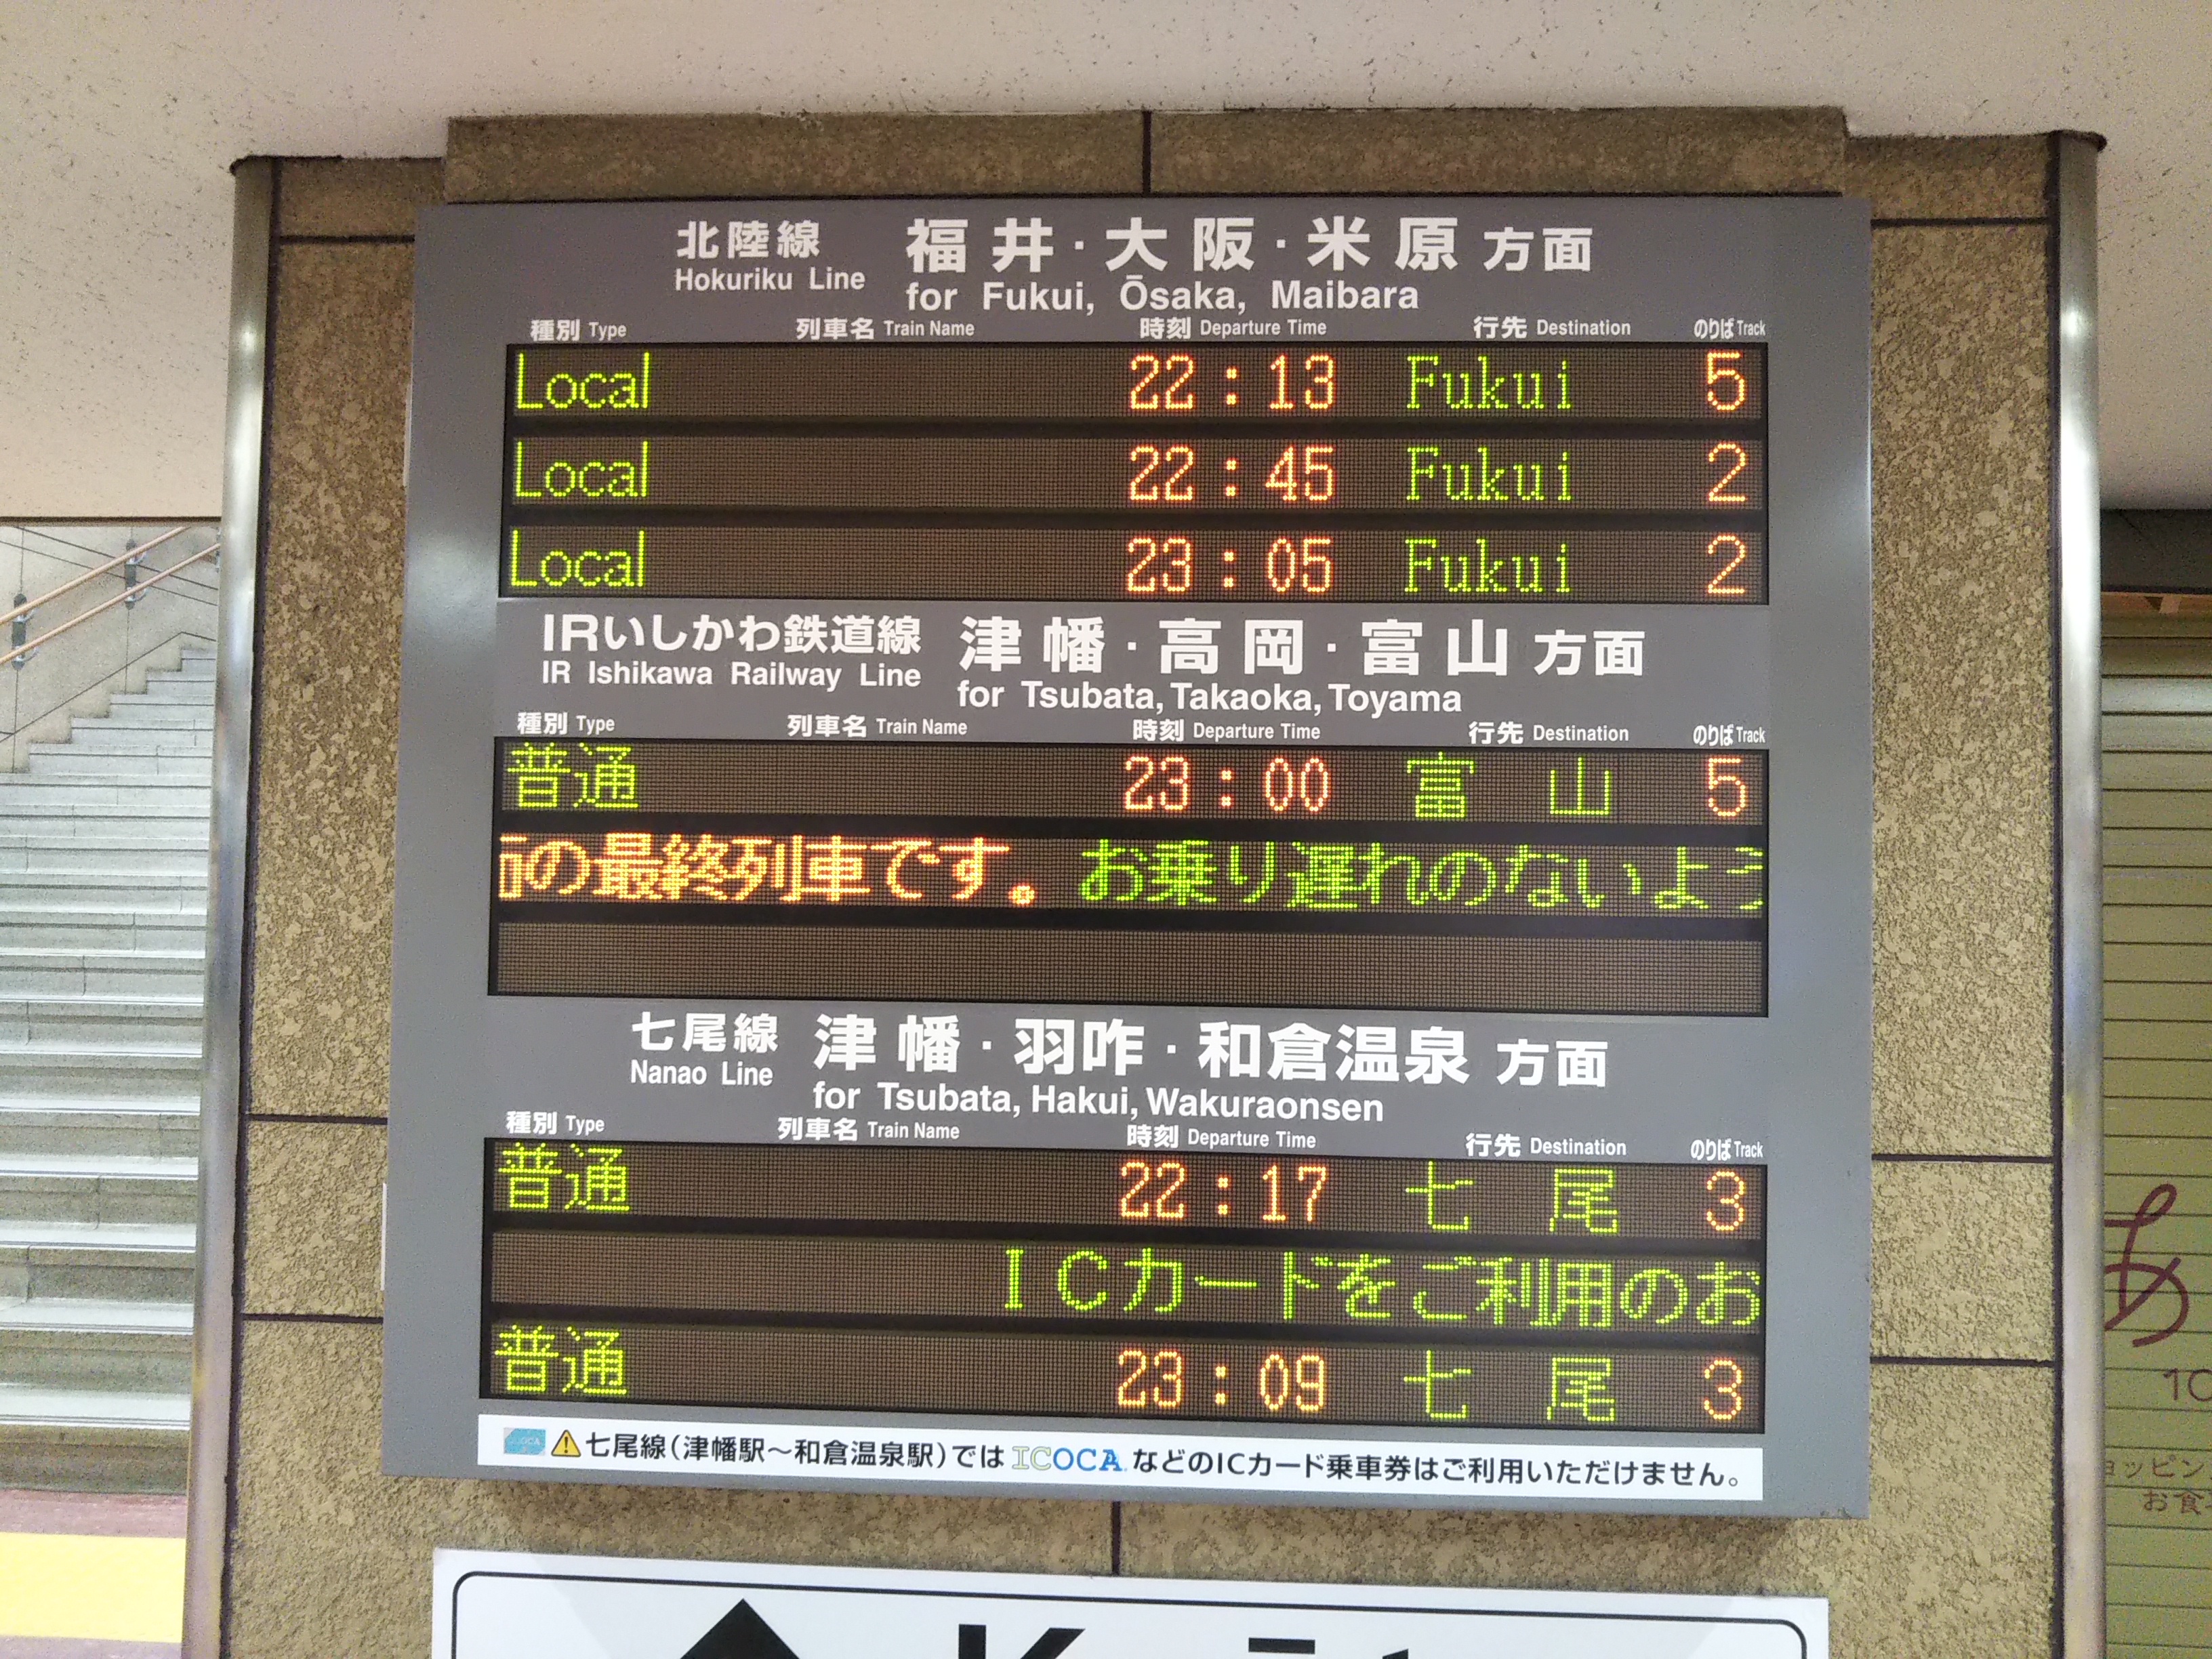 北陸線 福井・大阪・米原 方面
Hokuriku Line for Fukui, Ōsaka, Maibara
種別 Type 列車名 Train Name 時刻 Departure Time 行先 Destination のりば Track
Local 22:13 Fukui 5
Local 22:45 Fukui 2
Local 23:05 Fukui 2
IRいしかわ鉄道線 津幡・高岡・富山 方面
IR Ishikawa Railway Line for Tsubata, Takaoka, Toyama
種別 Type 列車名 Train Name 時刻 Departure Time 行先 Destination のりば Track
普通 23:00 富山 5
の最終列車です。お乗り遅れのないよう
七尾線 津幡・羽咋・和倉温泉 方面
Nanao Line for Tsubata, Hakui, Wakuraonsen
種別 Type 列車名 Train Name 時刻 Departure Time 行先 Destination のりば Track
普通 22:17 七尾 3
ICカードをご利用のお
普通 23:09 七尾 3
七尾線(津幡駅～和倉温泉駅)では ICOCA などのICカード乗車券はご利用いただけません。
あ
10
ョッピン
お食